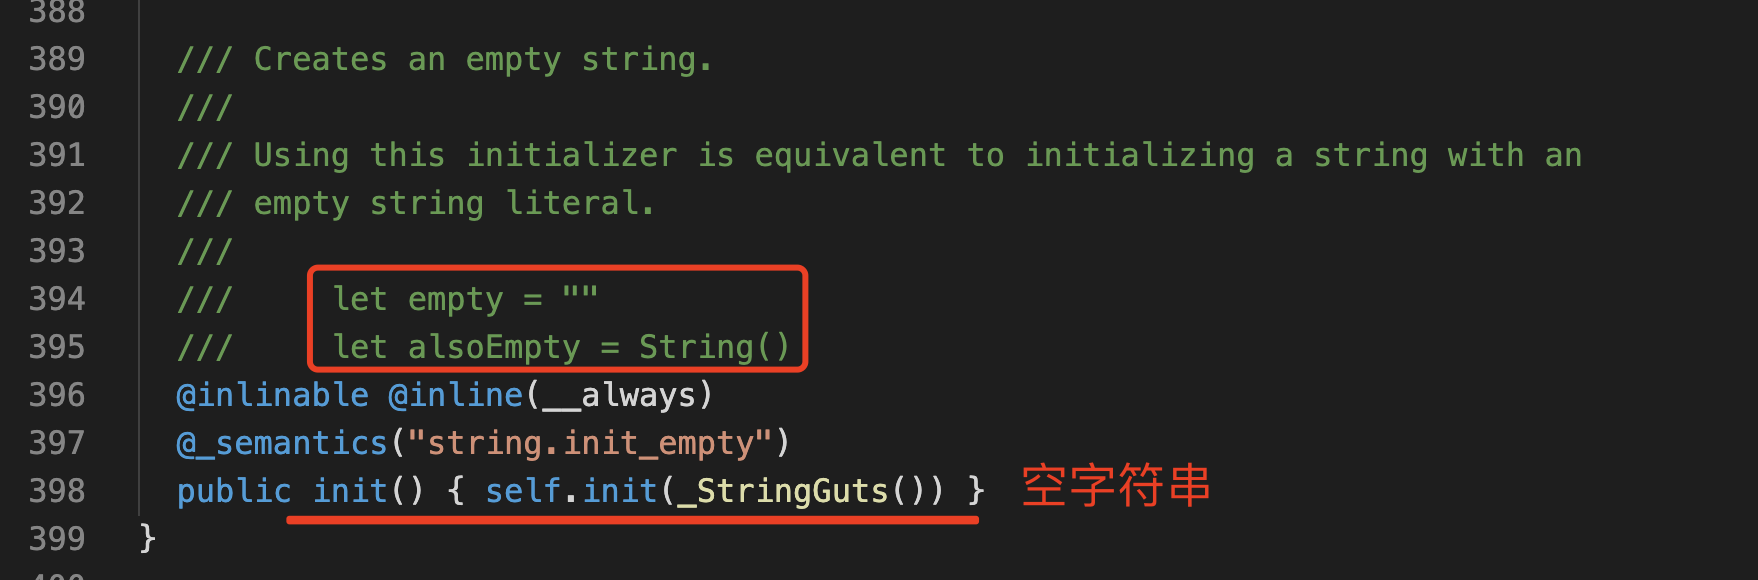 388
389 /// Creates an empty string.
390 ///
391 /// Using this initializer is equivalent to initializing a string with an
392 /// empty string literal.
393 ///
394 ///     let empty = ""
395 ///     let alsoEmpty = String()
396 @inlinable @inline(__always)
397 @_semantics("string.init_empty")
398 public init() { self.init(_StringGuts()) } 空字符串
399 }
400